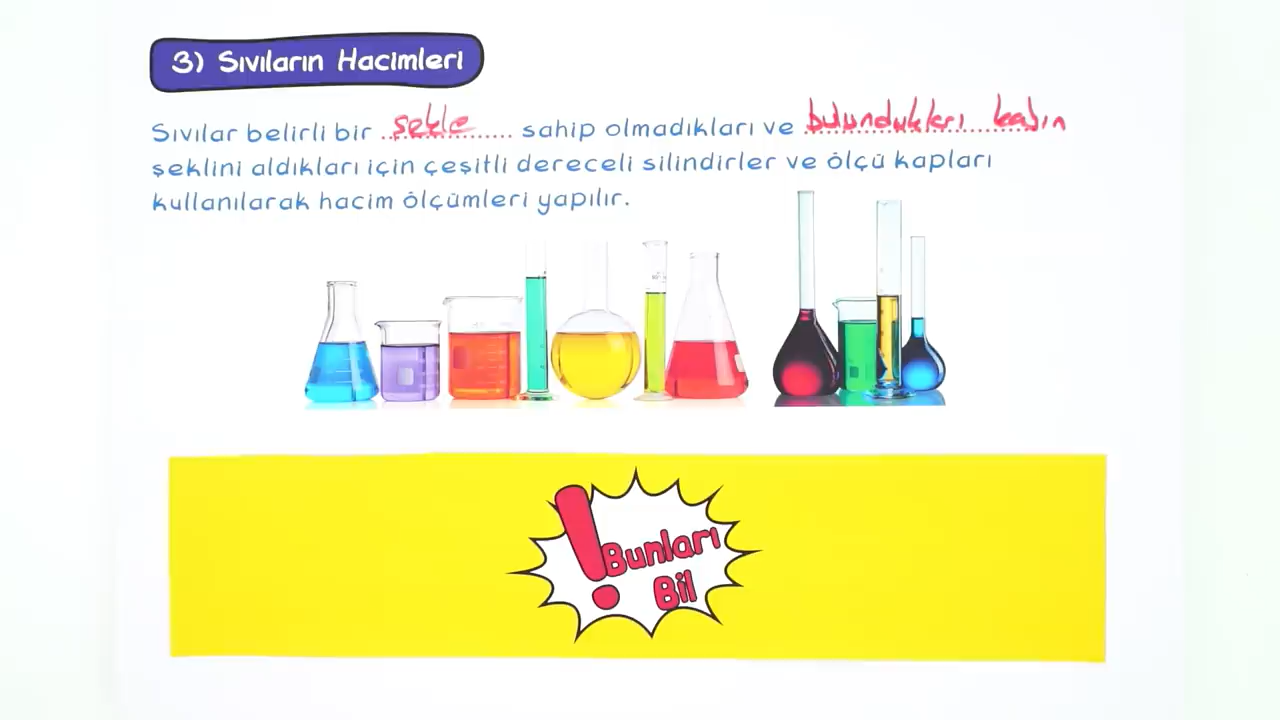 3) Sıvıların Hacimleri
Sıvılar belirli bir şekle sahip olmadıkları ve bulundukları kabın
şeklini aldıkları için çeşitli dereceli silindirler ve ölçü kapları
kullanılarak hacim ölçümleri yapılır.
Bunları
Bil